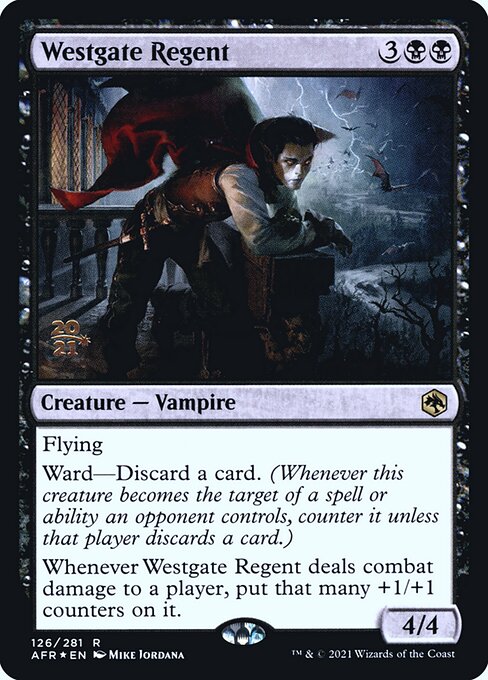 Westgate Regent 3
20
21
Creature — Vampire
Flying
Ward—Discard a card. (Whenever this
creature becomes the target of a spell or
ability an opponent controls, counter it unless
that player discards a card.)
Whenever Westgate Regent deals combat
damage to a player, put that many +1/+1
counters on it.
4/4
126/281 R
AFR★EN Mike Jordana
™ & © 2021 Wizards of the Coast